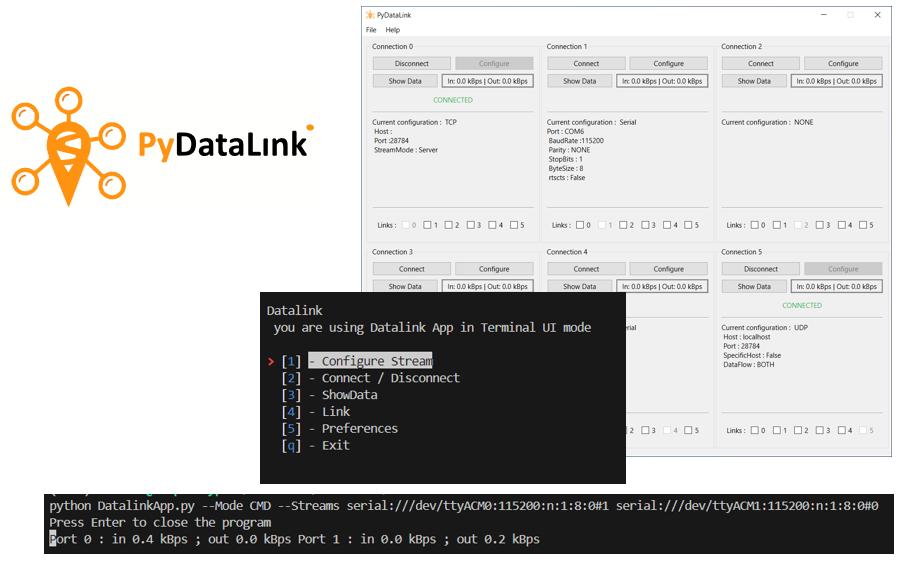 PyDataLink
PyDataLink
File Help
Connection 0
Disconnect Configure
Show Data In: 0.0 kBps | Out: 0.0 kBps
CONNECTED
Current configuration : TCP
Host :
Port :28784
StreamMode : Server
Links : 0 1 2 3 4 5
Connection 1
Connect Configure
Show Data In: 0.0 kBps | Out: 0.0 kBps
Current configuration : Serial
Port : COM6
BaudRate :115200
Parity : NONE
StopBits : 1
ByteSize : 8
rtscts : False
Links : 0 1 2 3 4 5
Connection 2
Connect Configure
Show Data In: 0.0 kBps | Out: 0.0 kBps
Current configuration : NONE
Links : 0 1 2 3 4 5
Connection 3
Connect Configure
Show Data In: 0.0 kBps | Out: 0.0 kBps
Connection 4
Connect Configure
Show Data In: 0.0 kBps | Out: 0.0 kBps
erial
2 3 4 5
Connection 5
Disconnect Configure
Show Data In: 0.0 kBps | Out: 0.0 kBps
CONNECTED
Current configuration : UDP
Host : localhost
Port : 28784
SpecificHost : False
DataFlow : BOTH
Links : 0 1 2 3 4 5
Datalink
you are using Datalink App in Terminal UI mode
> [1] - Configure Stream
[2] - Connect / Disconnect
[3] - ShowData
[4] - Link
[5] - Preferences
[q] - Exit
python DatalinkApp.py --Mode CMD --Streams serial:///dev/ttyACM0:115200:n:1:8:0#1 serial:///dev/ttyACM1:115200:n:1:8:0#0
Press Enter to close the program
Port 0 : in 0.4 kBps ; out 0.0 kBps Port 1 : in 0.0 kBps ; out 0.2 kBps